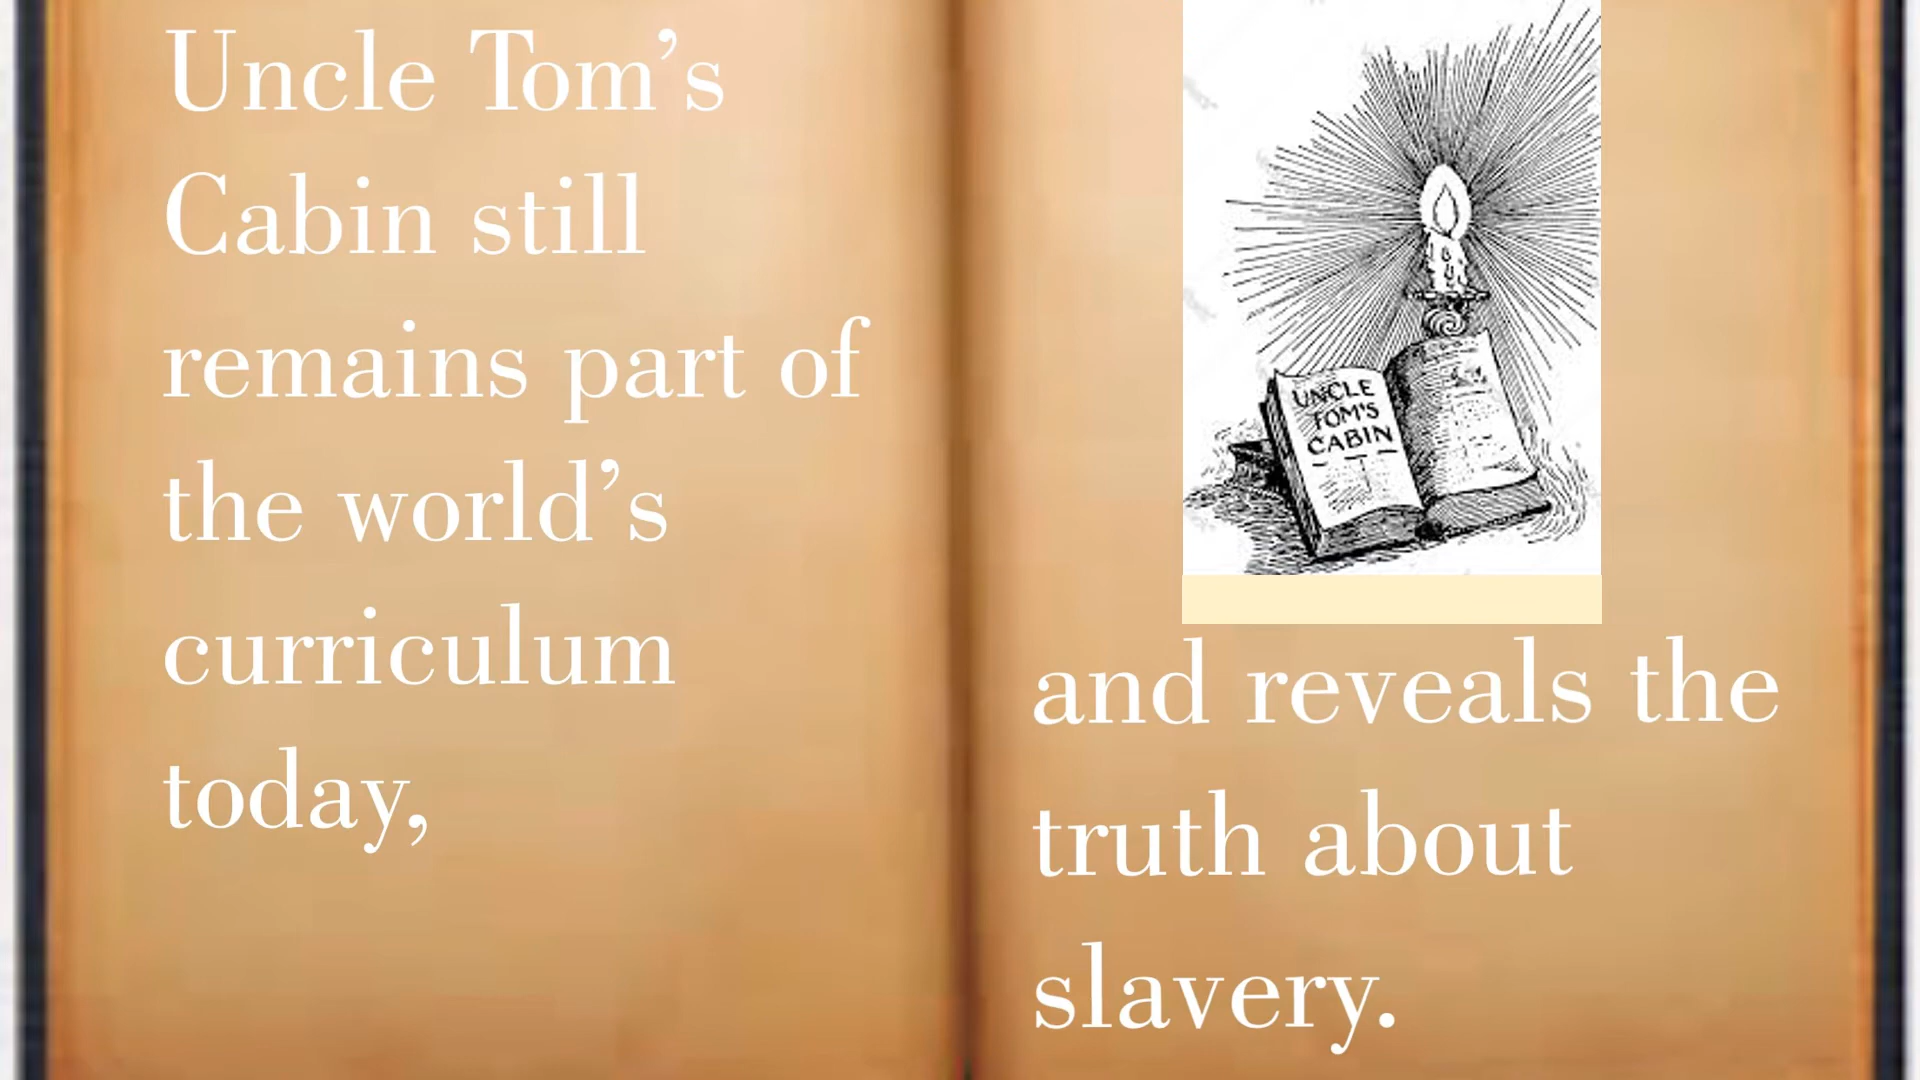 Uncle Tom’s
Cabin still
remains part of
the world’s
curriculum
today,
UNCLE
TOM'S
CABIN
and reveals the
truth about
slavery.